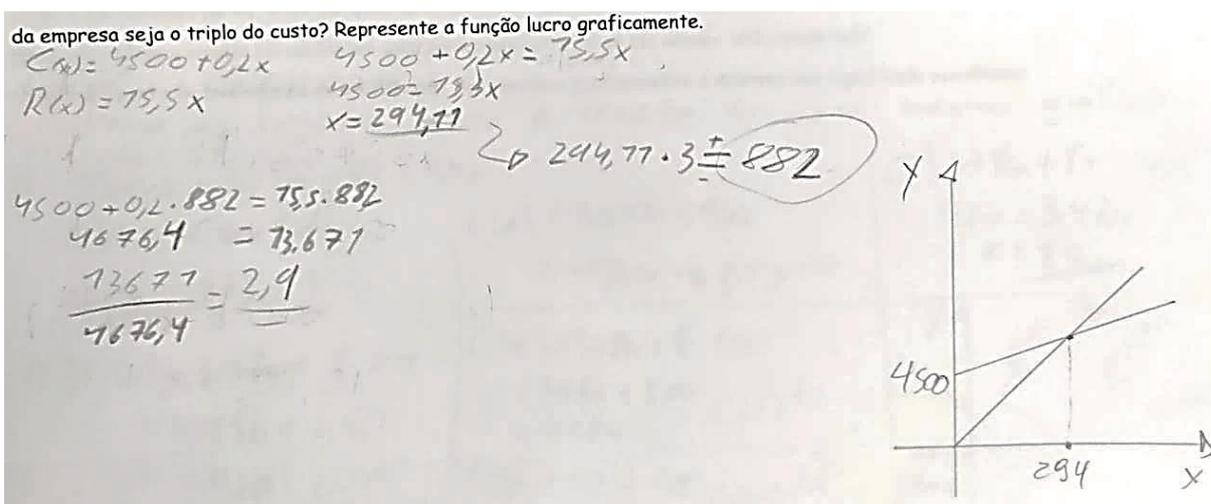 da empresa seja o triplo do custo? Represente a função lucro graficamente.
C(x) = 4500 + 0,2x
R(x) = 15,5x
4500 + 0,2x = 15,5x
4500 = 15,3x
x = 294,11
294,11 · 3 ± 882
4500 + 0,2 · 882 = 15,5 · 882
4676,4 = 13.671
13671 / 4676,4 = 2,9
Y
4500
294
X